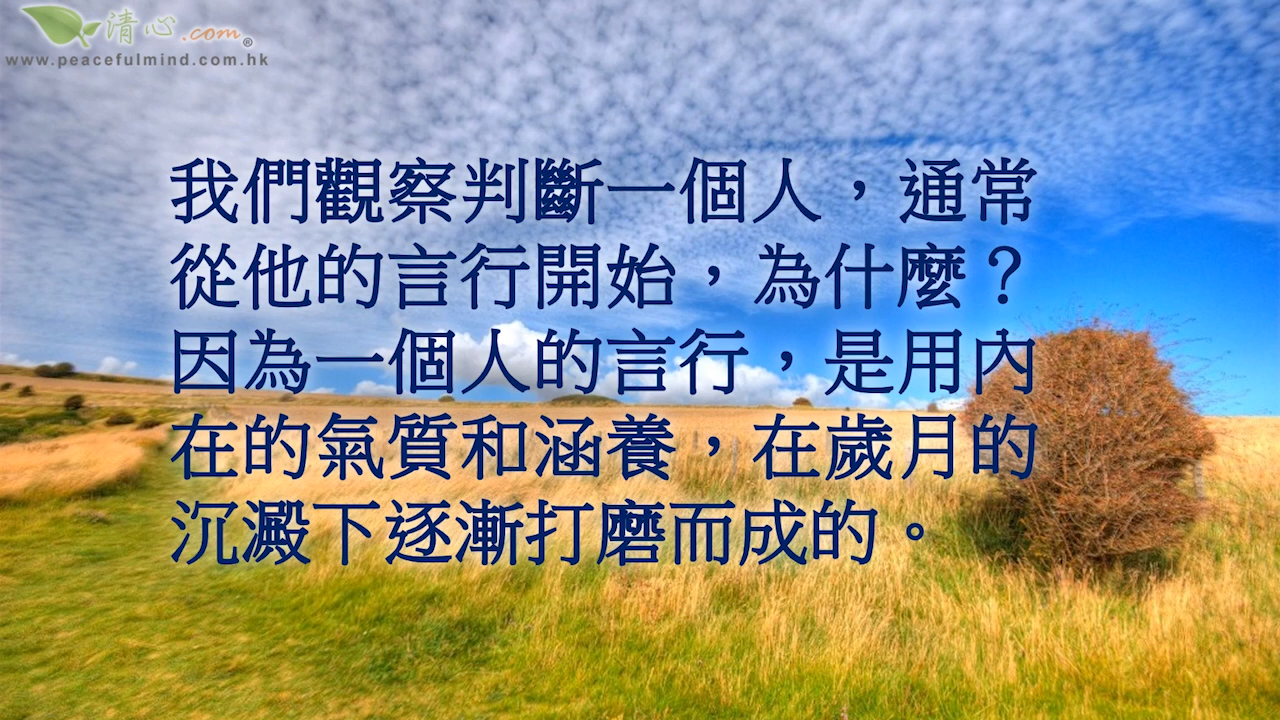 清心.com®
www.peacefulmind.com.hk
我們觀察判斷一個人，通常
從他的言行開始，為什麼？
因為一個人的言行，是用內
在的氣質和涵養，在歲月的
沉澱下逐漸打磨而成的。